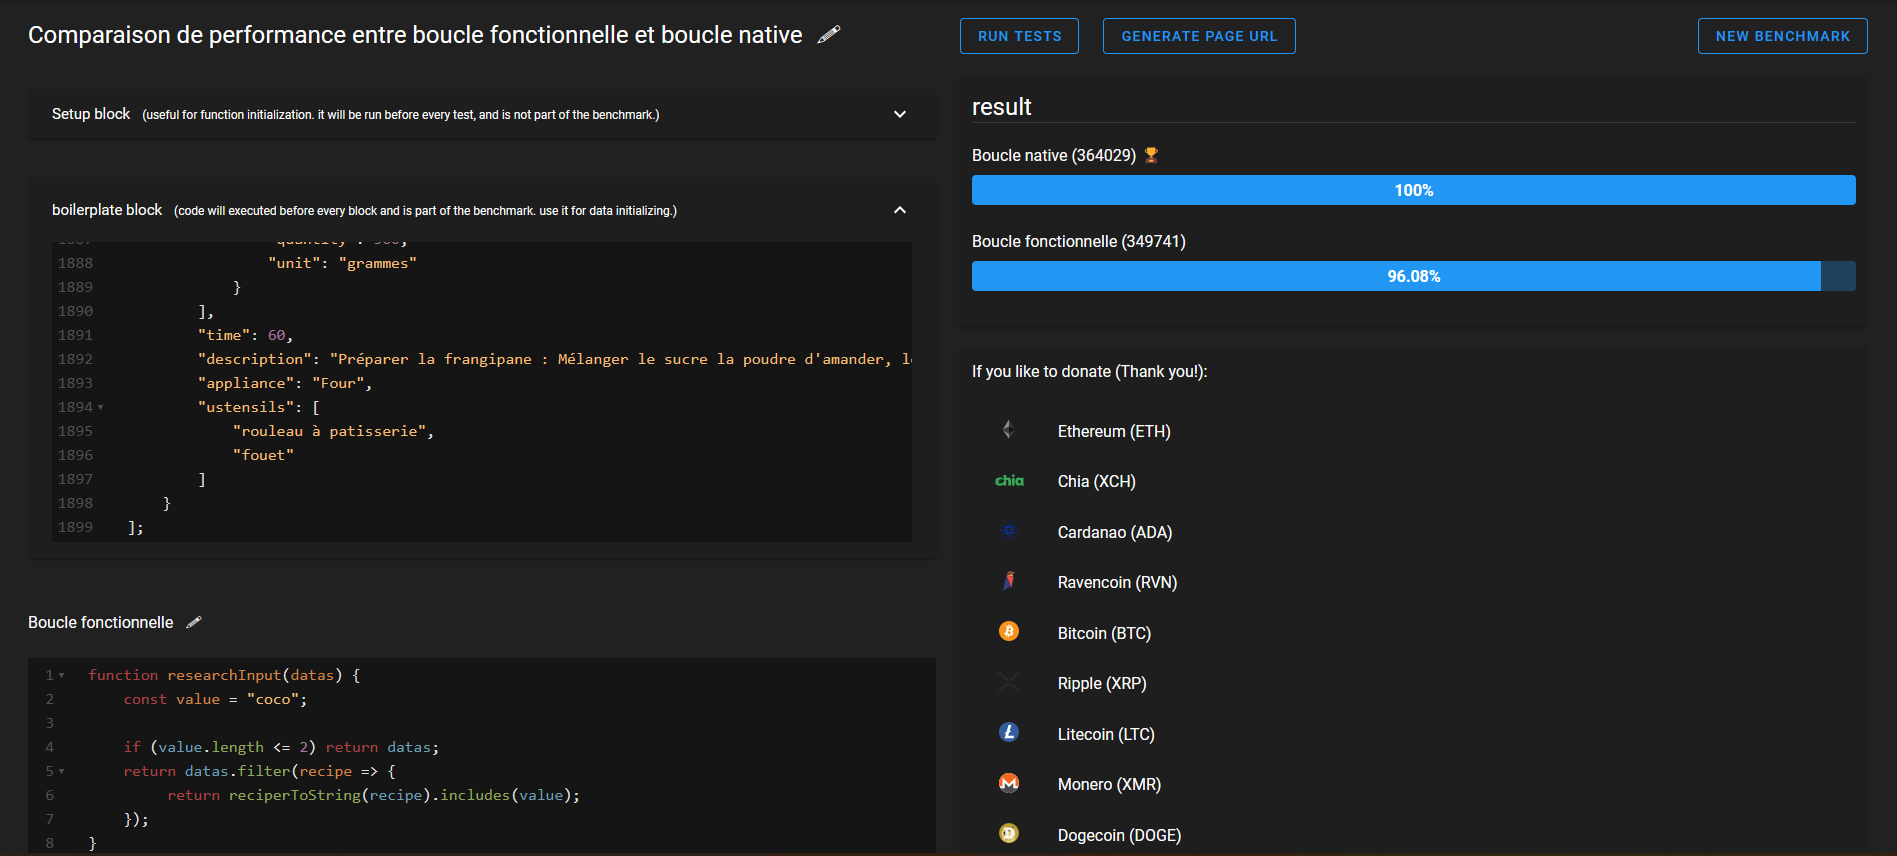 Comparaison de performance entre boucle fonctionnelle et boucle native
RUN TESTS
GENERATE PAGE URL
NEW BENCHMARK
Setup block (useful for function initialization. it will be run before every test, and is not part of the benchmark.)
boilerplate block (code will executed before every block and is part of the benchmark. use it for data initializing.)
1888 "unit": "grammes"
1889 }
1890 ],
1891 "time": 60,
1892 "description": "Préparer la frangipane : Mélanger le sucre la poudre d'amander,
1893 "appliance": "Four",
1894 "ustensils": [
1895 "rouleau à patisserie",
1896 "fouet"
1897 ]
1898 }
1899 ];
Boucle fonctionnelle
1 function researchInput(datas) {
2 const value = "coco";
3
4 if (value.length <= 2) return datas;
5 return datas.filter(recipe => {
6 return reciperToString(recipe).includes(value);
7 });
8 }
result
Boucle native (364029)
100%
Boucle fonctionnelle (349741)
96.08%
If you like to donate (Thank you!):
Ethereum (ETH)
chia
Chia (XCH)
Cardanao (ADA)
Ravencoin (RVN)
Bitcoin (BTC)
Ripple (XRP)
Litecoin (LTC)
Monero (XMR)
Dogecoin (DOGE)